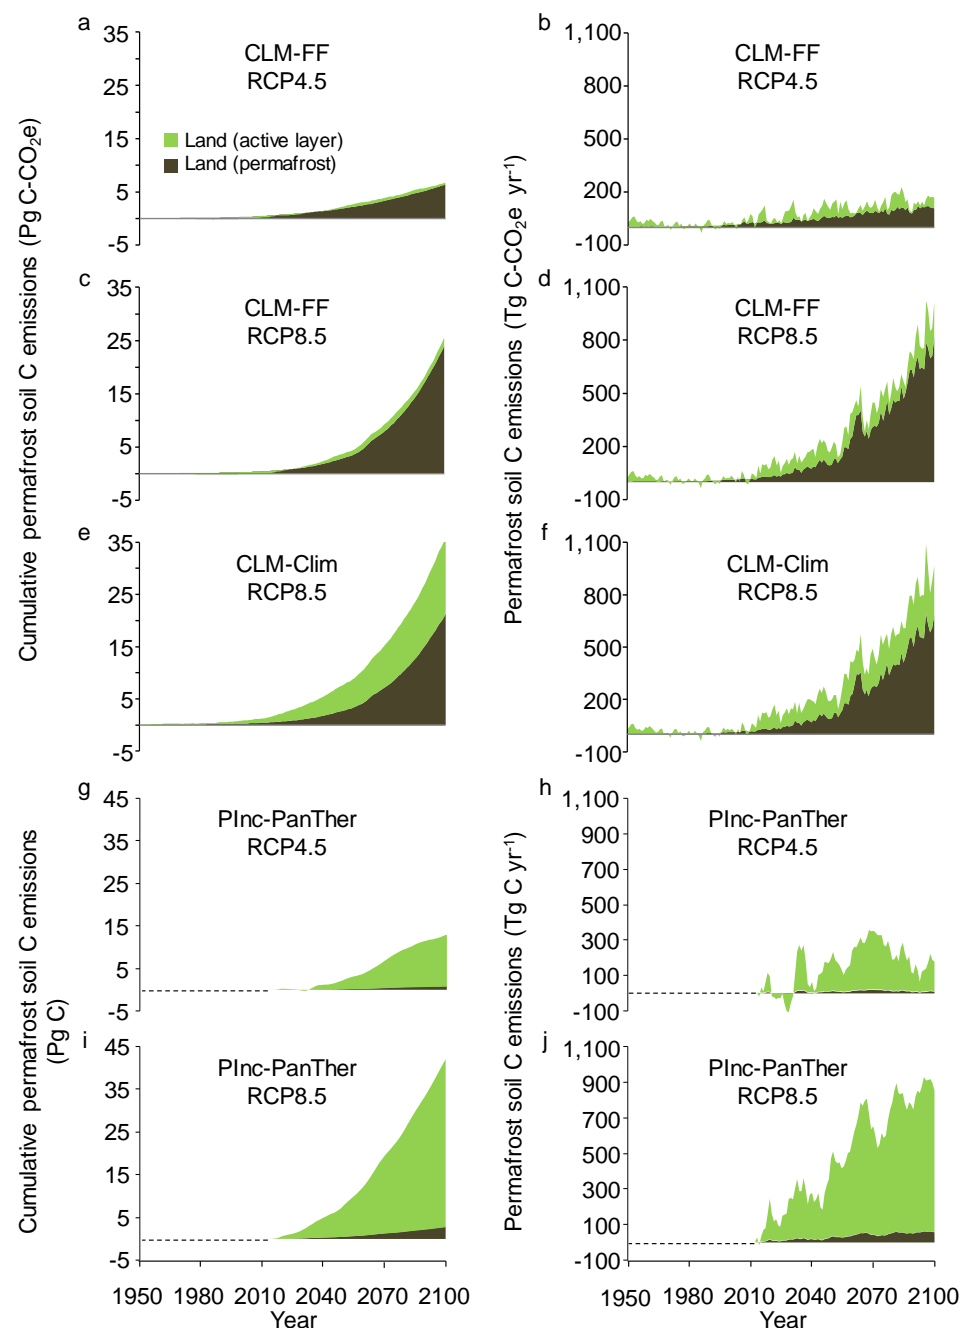 a
35
25
15
5
-5
CLM-FF
RCP4.5
Land (active layer)
Land (permafrost)
b
1,100
800
500
200
-100
CLM-FF
RCP4.5
c
35
25
15
5
-5
CLM-FF
RCP8.5
d
1,100
800
500
200
-100
CLM-FF
RCP8.5
e
35
25
15
5
-5
CLM-Clim
RCP8.5
f
1,100
800
500
200
-100
CLM-Clim
RCP8.5
Cumulative permafrost soil C emissions (Pg C-CO₂e)
Permafrost soil C emissions (Tg C-CO₂e yr⁻¹)
g
45
35
25
15
5
-5
PInc-PanTher
RCP4.5
h
1,100
900
700
500
300
100
-100
PInc-PanTher
RCP4.5
i
45
35
25
15
5
-5
PInc-PanTher
RCP8.5
j
1,100
900
700
500
300
100
-100
PInc-PanTher
RCP8.5
Cumulative permafrost soil C emissions
(Pg C)
Permafrost soil C emissions (Tg C yr⁻¹)
1950 1980 2010 2040 2070 2100
Year
1950 1980 2010 2040 2070 2100
Year